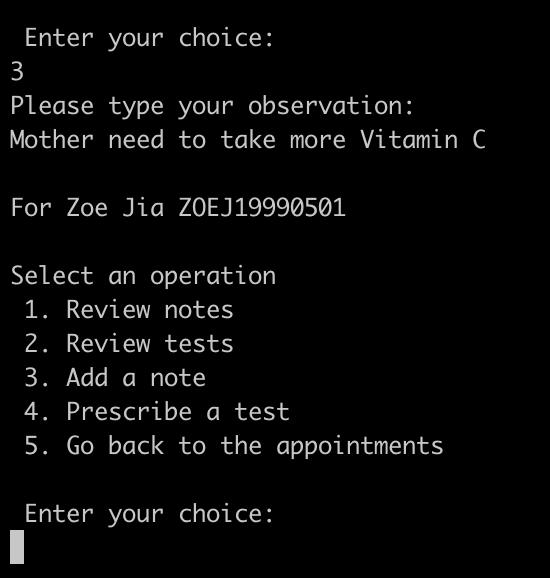 Enter your choice:
3
Please type your observation:
Mother need to take more Vitamin C
For Zoe Jia ZOEJ19990501
Select an operation
1. Review notes
2. Review tests
3. Add a note
4. Prescribe a test
5. Go back to the appointments
Enter your choice: